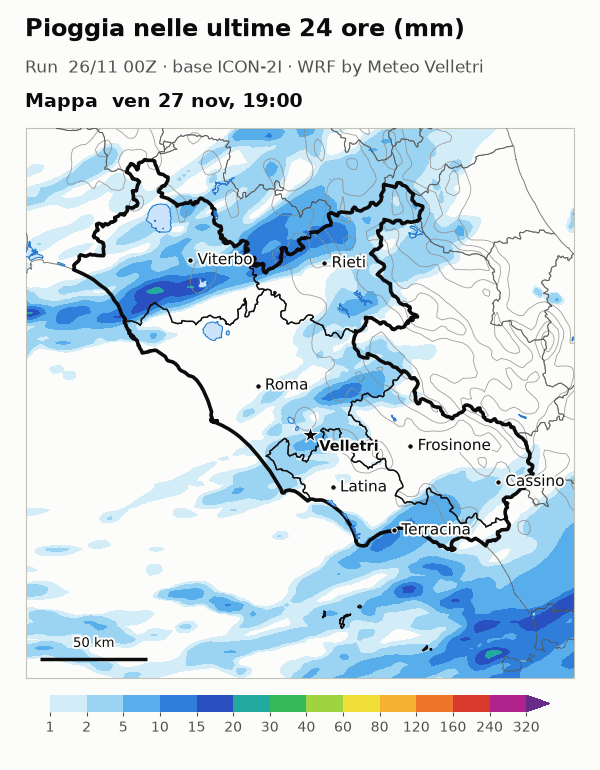 Pioggia nelle ultime 24 ore (mm)
Run  26/11 00Z · base ICON-2I · WRF by Meteo Velletri
Mappa  ven 27 nov, 19:00
Viterbo
Rieti
Roma
Velletri
Frosinone
Cassino
Latina
Terracina
50 km
1 2 5 10 15 20 30 40 60 80 120 160 240 320